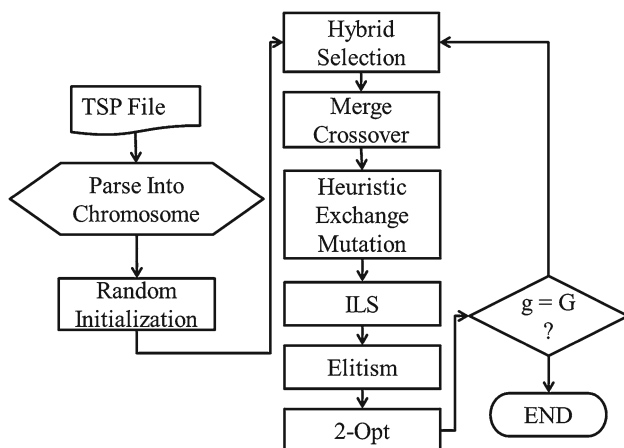 TSP File
Parse Into
Chromosome
Random
Initialization
Hybrid
Selection
Merge
Crossover
Heuristic
Exchange
Mutation
ILS
Elitism
2-Opt
g = G
?
END